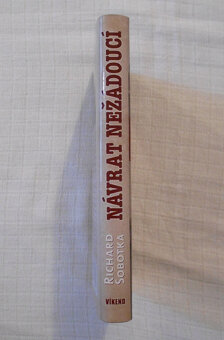 RICHARD
SOBOTKA
NÁVRAT NEŽÁDOUCÍ
VÍKEND